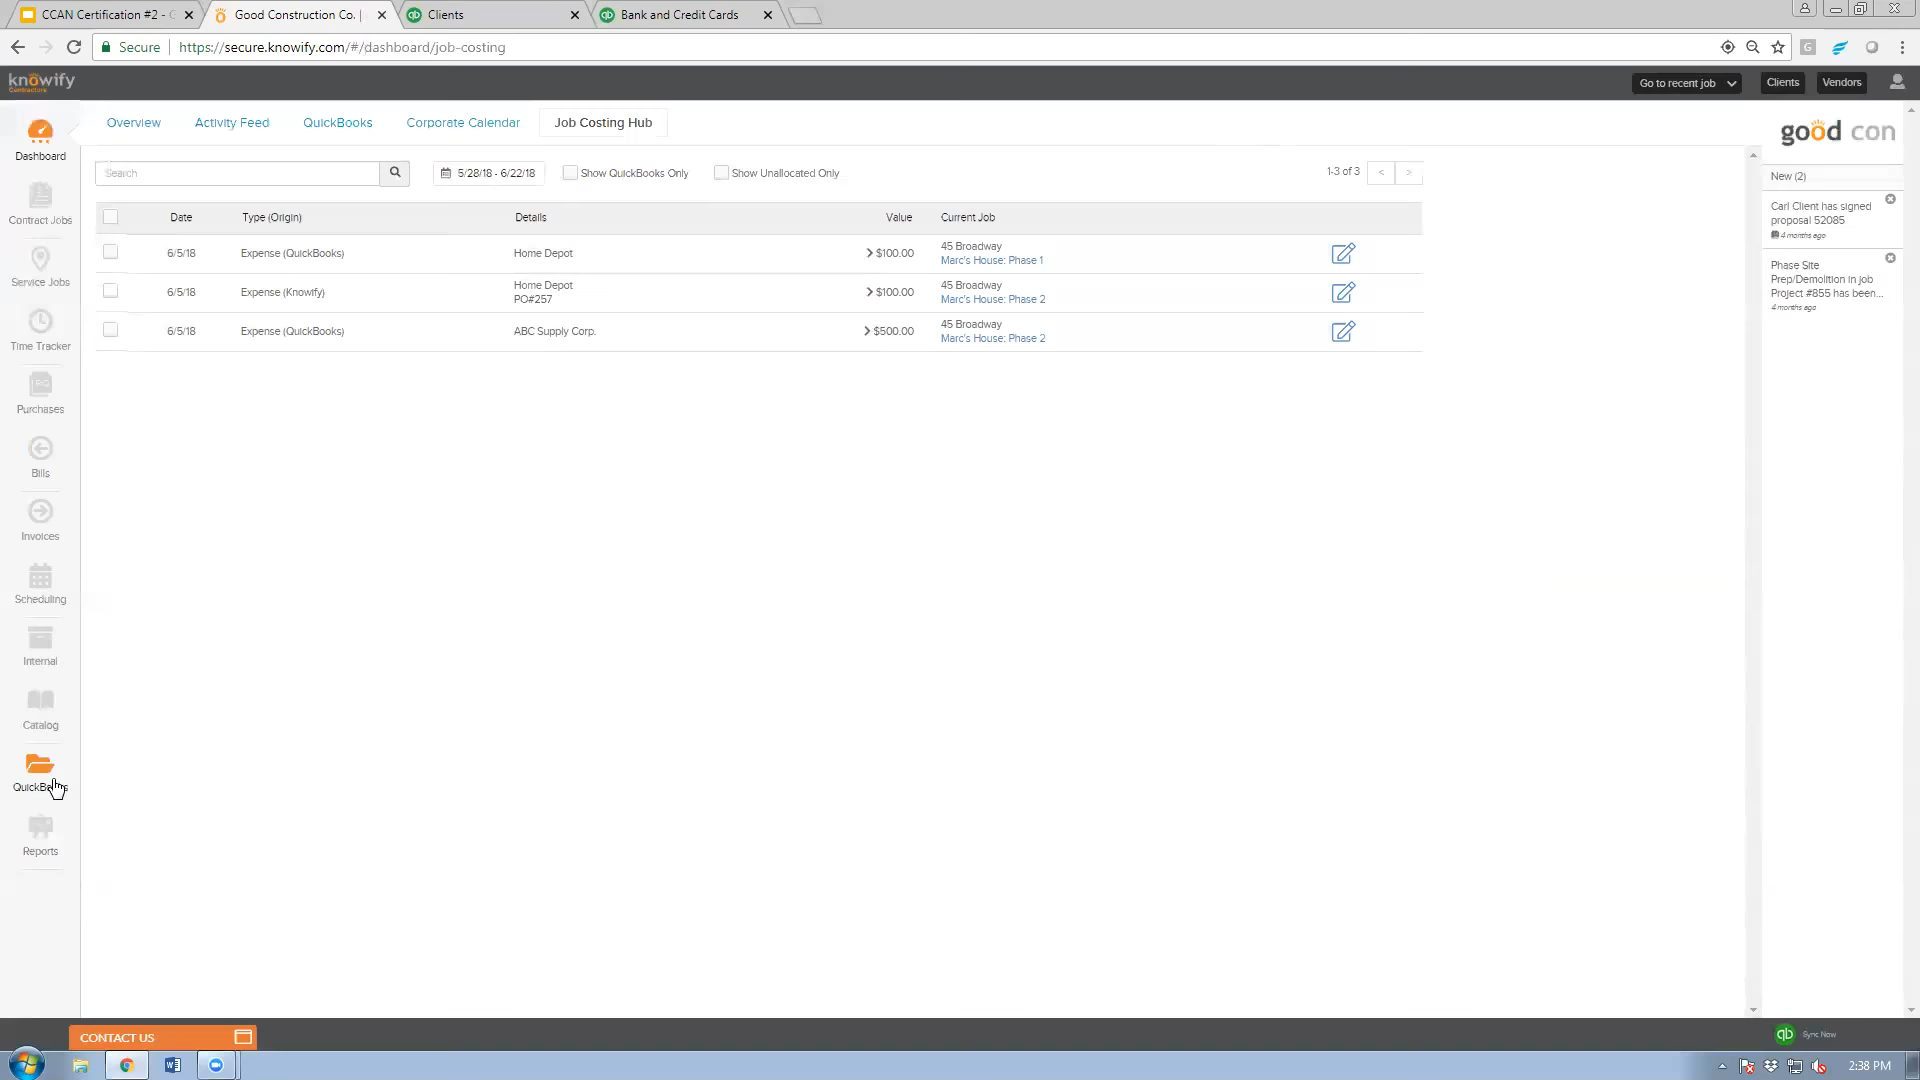 CCAN Certification #2 - G
Good Construction Co. |
Clients
Bank and Credit Cards
Secure
https://secure.knowify.com/#/dashboard/job-costing
knowify
Contractors
Go to recent job
Clients
Vendors
Overview
Activity Feed
QuickBooks
Corporate Calendar
Job Costing Hub
good con
Search
5/28/18 - 6/22/18
Show QuickBooks Only
Show Unallocated Only
1-3 of 3
<
>
Date
Type (Origin)
Details
Value
Current Job
6/5/18
Expense (QuickBooks)
Home Depot
$100.00
45 Broadway
Marc's House: Phase 1
6/5/18
Expense (Knowify)
Home Depot
PO#257
$100.00
45 Broadway
Marc's House: Phase 2
6/5/18
Expense (QuickBooks)
ABC Supply Corp.
$500.00
45 Broadway
Marc's House: Phase 2
New (2)
Carl Client has signed
proposal 52085
4 months ago
Phase Site
Prep/Demolition in job
Project #855 has been...
4 months ago
Dashboard
Contract Jobs
Service Jobs
Time Tracker
Purchases
Bills
Invoices
Scheduling
Internal
Catalog
Reports
CONTACT US
qb
Sync Now
2:38 PM